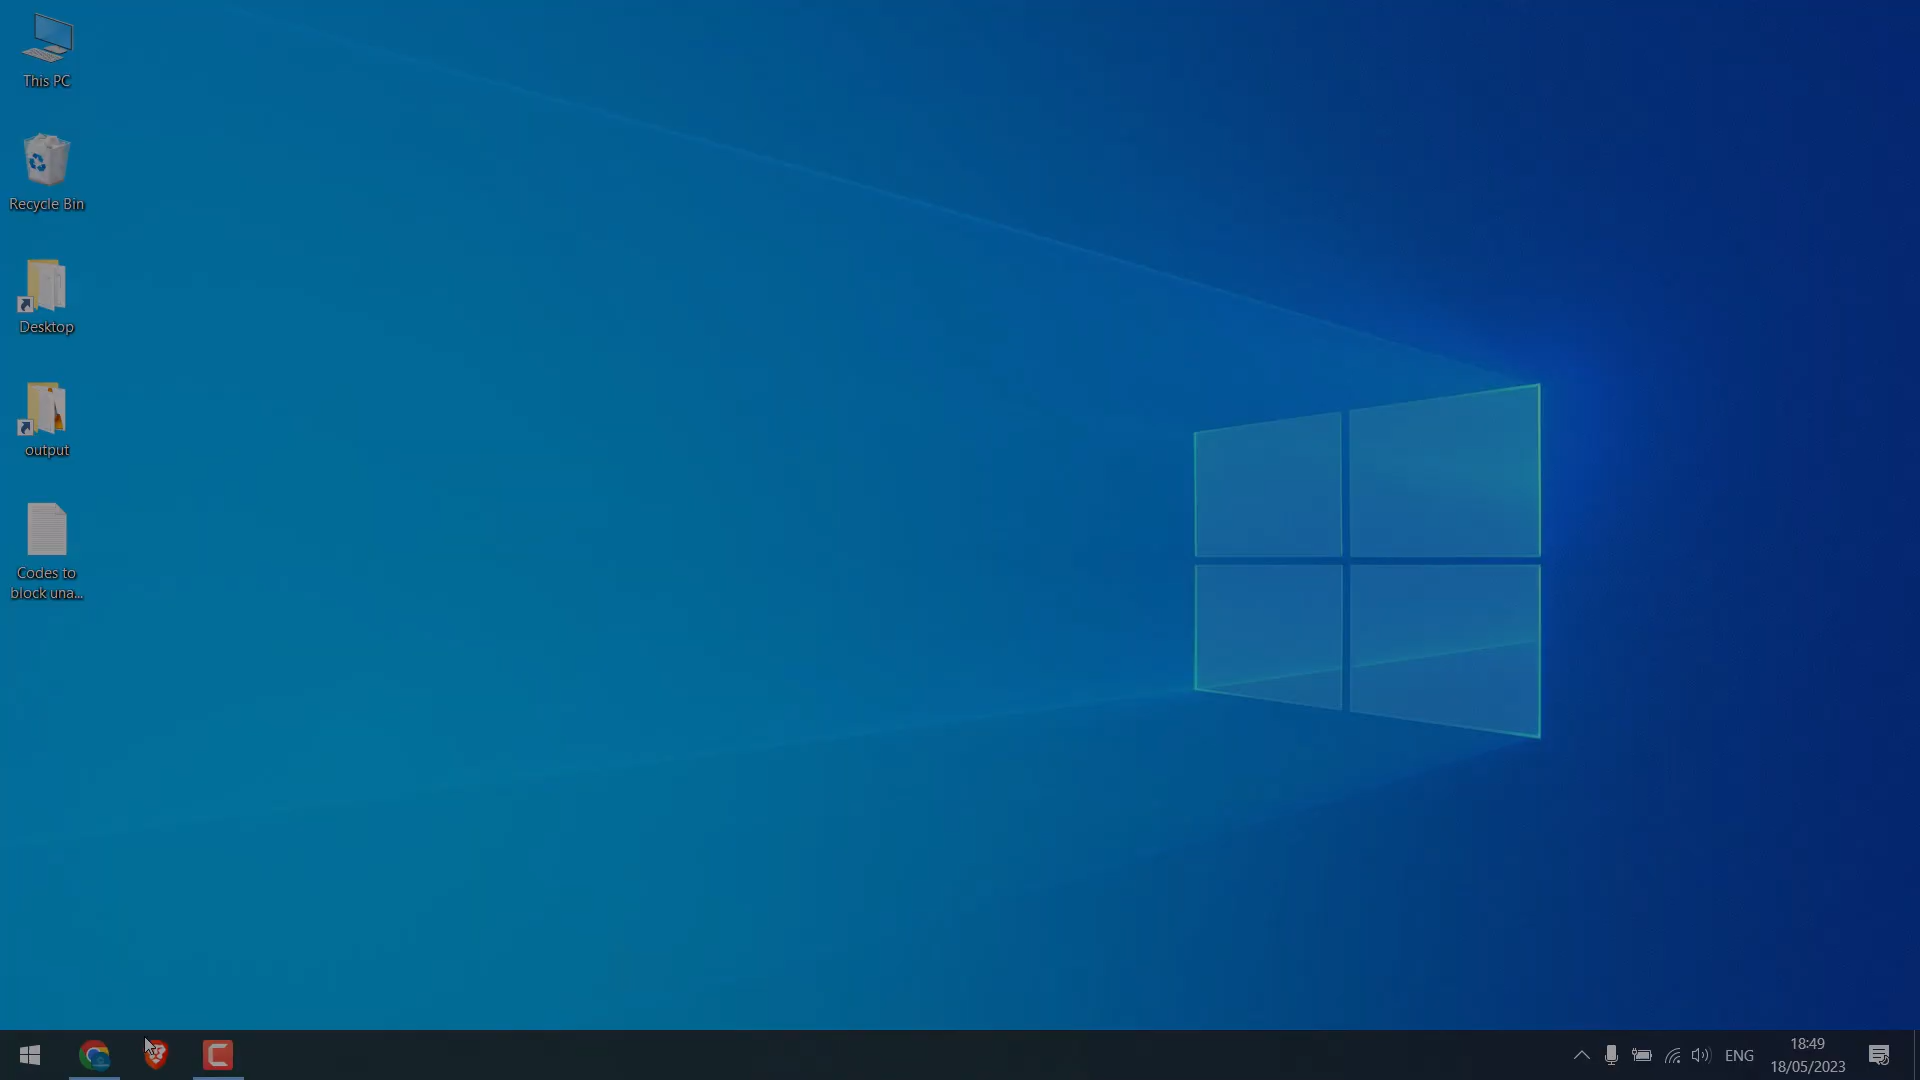 This PC
Recycle Bin
Desktop
output
Codes to
block una...
ENG
18:49
18/05/2023